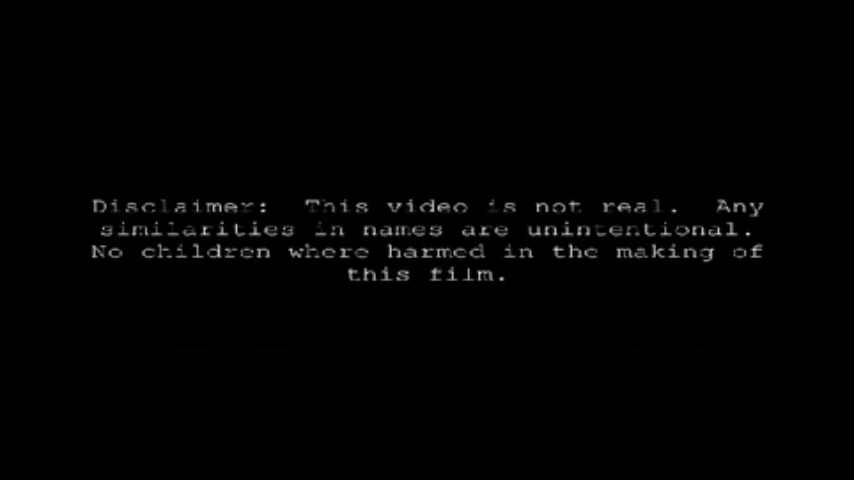 Disclaimer:  This video is not real.  Any
similarities in names are unintentional.
No children where harmed in the making of
this film.